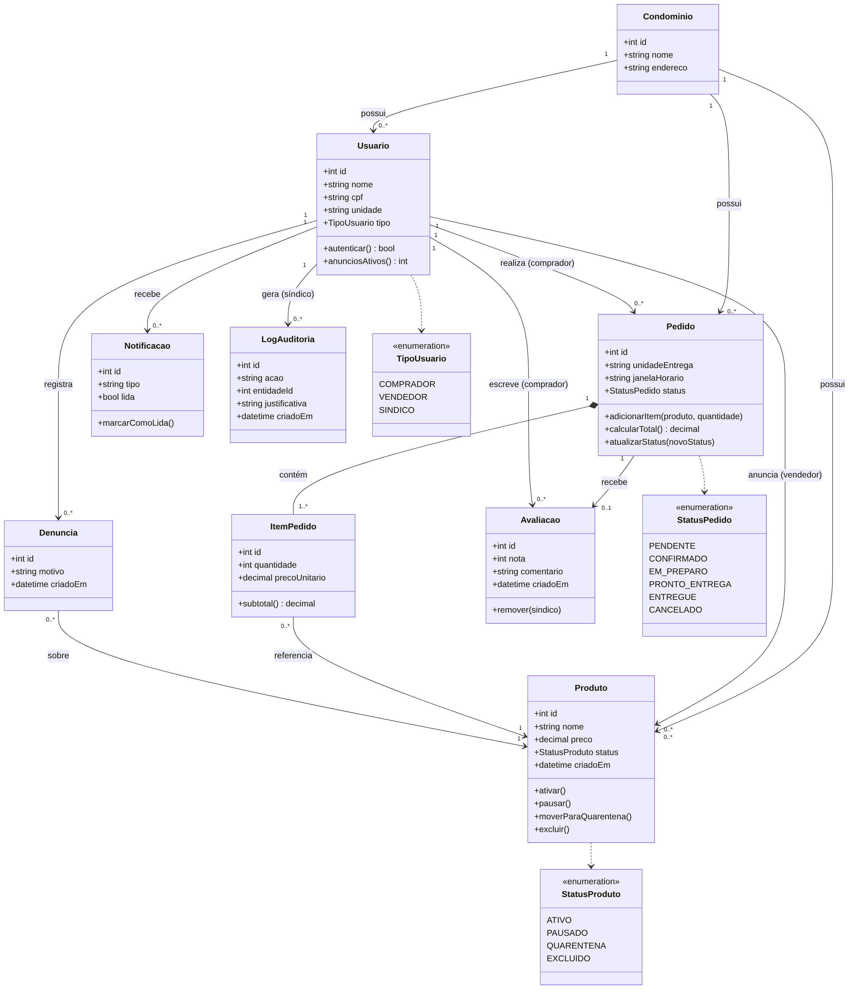 Condominio
+int id
+string nome
+string endereco
1
1
1
possui
0..*
Usuario
+int id
+string nome
+string cpf
+string unidade
+TipoUsuario tipo
+autenticar() : bool
+anunciosAtivos() : int
possui
possui
1
1
1
1
1
1
realiza (comprador)
recebe
gera (síndico)
0..*
0..*
0..*
0..*
registra
escreve (comprador)
Notificacao
+int id
+string tipo
+bool lida
+marcarComoLida()
LogAuditoria
+int id
+string acao
+int entidadeId
+string justificativa
+datetime criadoEm
«enumeration»
TipoUsuario
COMPRADOR
VENDEDOR
SINDICO
Pedido
+int id
+string unidadeEntrega
+string janelaHorario
+StatusPedido status
+adicionarItem(produto, quantidade)
+calcularTotal() : decimal
+atualizarStatus(novoStatus)
1
1
contém
recebe
anuncia (vendedor)
0..*
1..*
0..*
0..1
Denuncia
+int id
+string motivo
+datetime criadoEm
ItemPedido
+int id
+int quantidade
+decimal precoUnitario
+subtotal() : decimal
Avaliacao
+int id
+int nota
+string comentario
+datetime criadoEm
+remover(sindico)
«enumeration»
StatusPedido
PENDENTE
CONFIRMADO
EM_PREPARO
PRONTO_ENTREGA
ENTREGUE
CANCELADO
0..*
0..*
sobre
referencia
1
1
0..*
0..*
Produto
+int id
+string nome
+decimal preco
+StatusProduto status
+datetime criadoEm
+ativar()
+pausar()
+moverParaQuarentena()
+excluir()
«enumeration»
StatusProduto
ATIVO
PAUSADO
QUARENTENA
EXCLUIDO